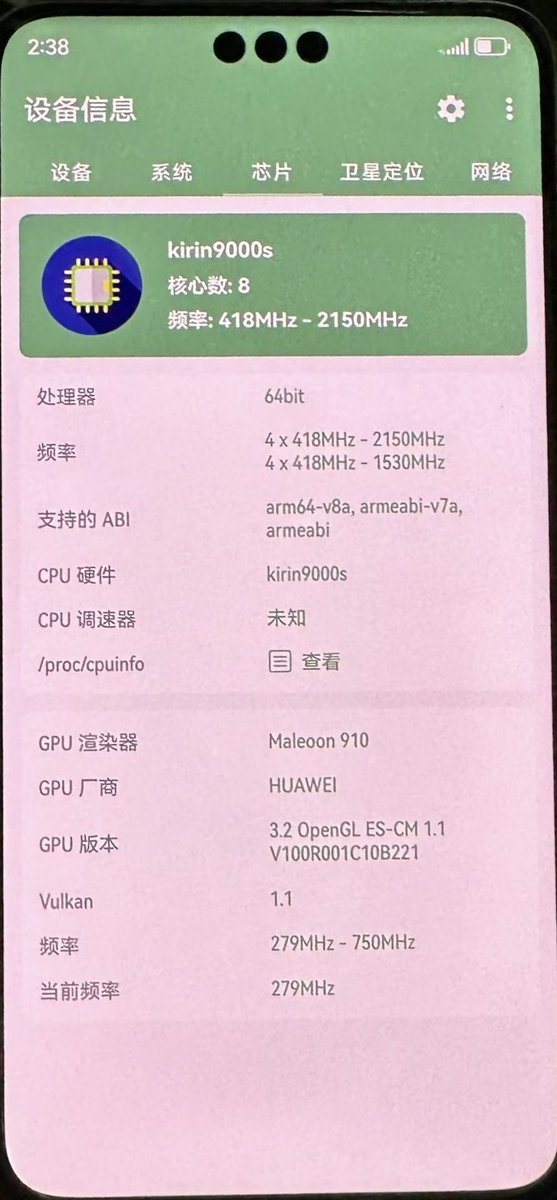 2:38
设备信息
设备 系统 芯片 卫星定位 网络
kirin9000s
核心数: 8
频率: 418MHz - 2150MHz
处理器 64bit
频率 4 x 418MHz - 2150MHz
4 x 418MHz - 1530MHz
支持的 ABI arm64-v8a, armeabi-v7a,
armeabi
CPU 硬件 kirin9000s
CPU 调速器 未知
/proc/cpuinfo 查看
GPU 渲染器 Maleoon 910
GPU 厂商 HUAWEI
GPU 版本 3.2 OpenGL ES-CM 1.1
V100R001C10B221
Vulkan 1.1
频率 279MHz - 750MHz
当前频率 279MHz